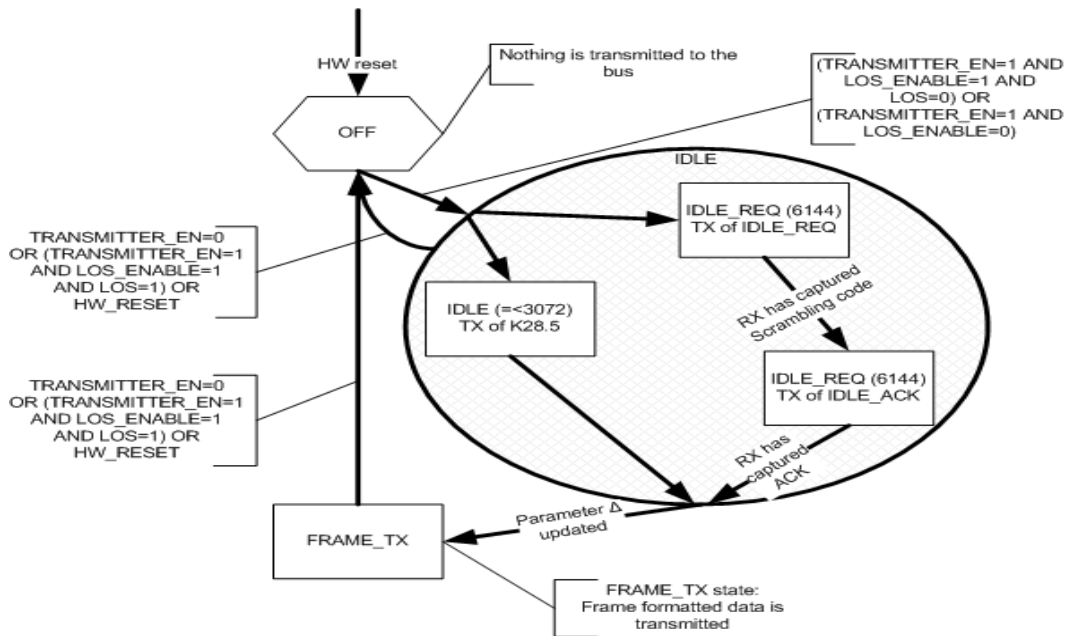 HW reset
Nothing is transmitted to the
bus
(TRANSMITTER_EN=1 AND
LOS_ENABLE=1 AND
LOS=0) OR
(TRANSMITTER_EN=1 AND
LOS_ENABLE=0)
OFF
IDLE
IDLE_REQ (6144)
TX of IDLE_REQ
TRANSMITTER_EN=0
OR (TRANSMITTER_EN=1
AND LOS_ENABLE=1
AND LOS=1) OR
HW_RESET
IDLE (=<3072)
TX of K28.5
RX has captured
Scrambling code
IDLE_REQ (6144)
TX of IDLE_ACK
TRANSMITTER_EN=0
OR (TRANSMITTER_EN=1
AND LOS_ENABLE=1
AND LOS=1) OR
HW_RESET
RX has
captured
ACK
Parameter Δ
updated
FRAME_TX
FRAME_TX state:
Frame formatted data is
transmitted